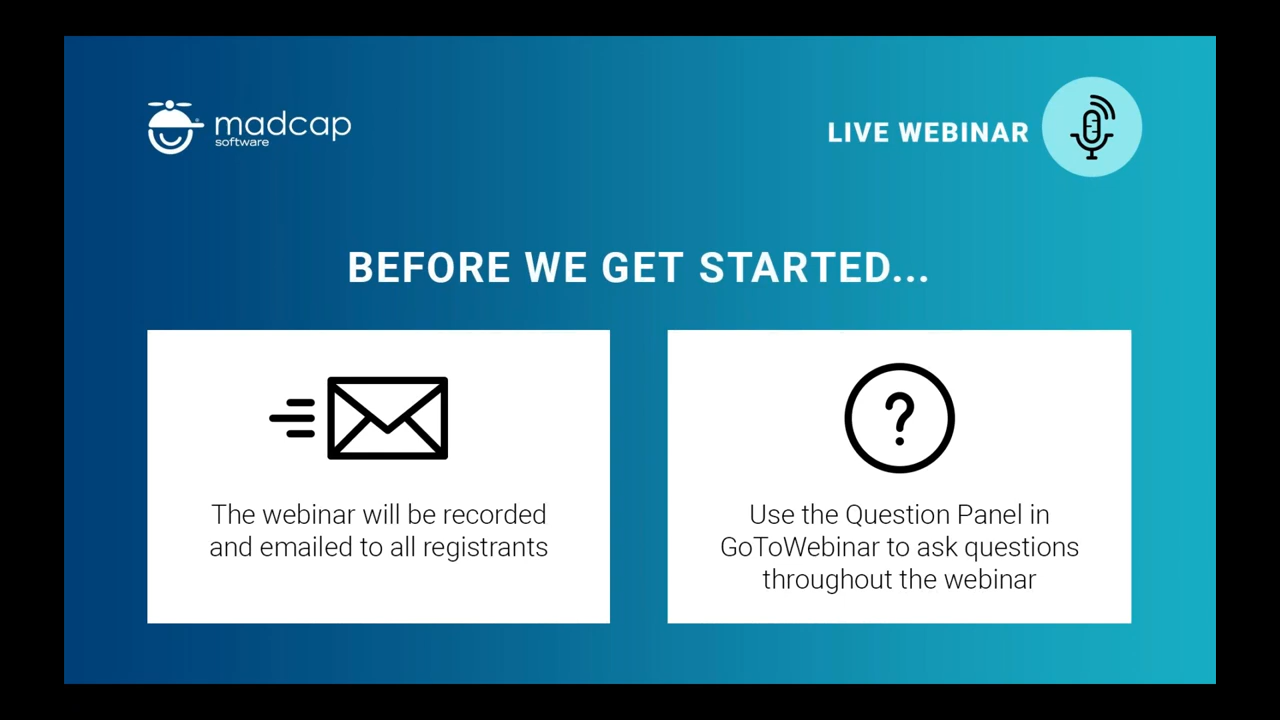 madcap
software
LIVE WEBINAR
BEFORE WE GET STARTED...
The webinar will be recorded
and emailed to all registrants
Use the Question Panel in
GoToWebinar to ask questions
throughout the webinar